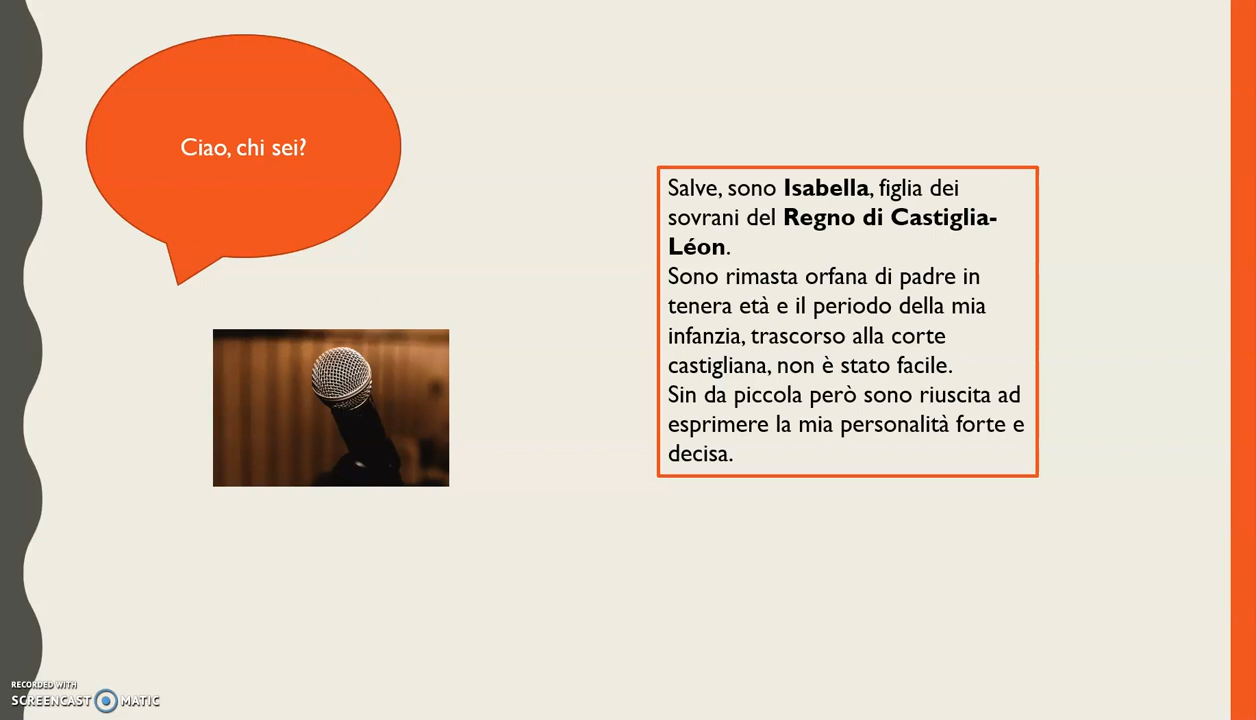 Ciao, chi sei?
Salve, sono Isabella, figlia dei
sovrani del Regno di Castiglia-
Léon.
Sono rimasta orfana di padre in
tenera età e il periodo della mia
infanzia, trascorso alla corte
castigliana, non è stato facile.
Sin da piccola però sono riuscita ad
esprimere la mia personalità forte e
decisa.
RECORDED WITH
SCREENCAST MATIC